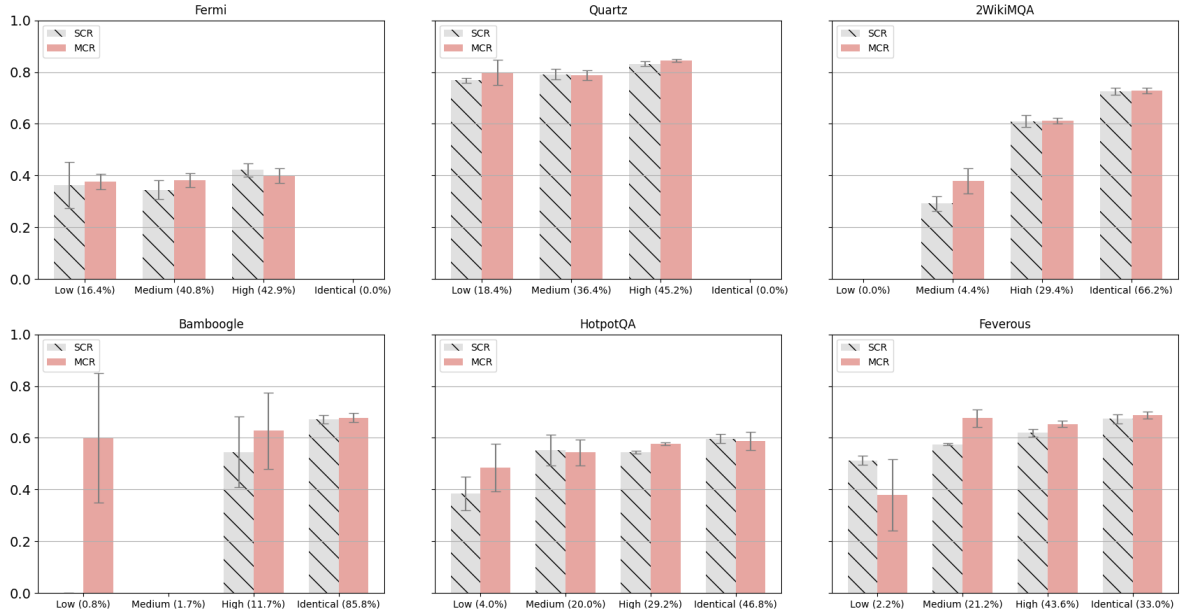 Fermi
1.0
0.8
0.6
0.4
0.2
0.0
SCR
MCR
Low (16.4%) Medium (40.8%) High (42.9%) Identical (0.0%)
Quartz
SCR
MCR
Low (18.4%) Medium (36.4%) High (45.2%) Identical (0.0%)
2WikiMQA
SCR
MCR
Low (0.0%) Medium (4.4%) High (29.4%) Identical (66.2%)
Bamboogle
1.0
0.8
0.6
0.4
0.2
0.0
SCR
MCR
Low (0.8%) Medium (1.7%) High (11.7%) Identical (85.8%)
HotpotQA
SCR
MCR
Low (4.0%) Medium (20.0%) High (29.2%) Identical (46.8%)
Feverous
SCR
MCR
Low (2.2%) Medium (21.2%) High (43.6%) Identical (33.0%)